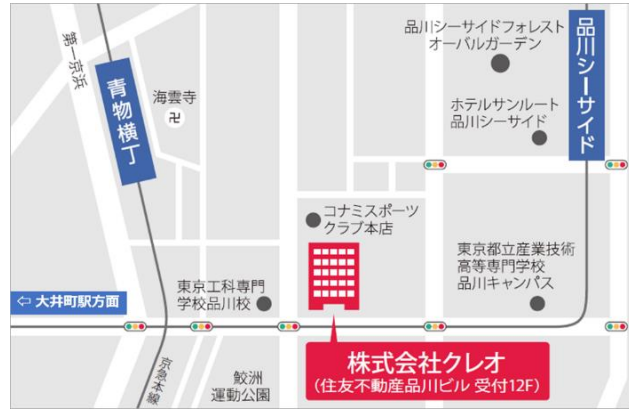 品川シーサイドフォレスト
オーバルガーデン
品川シーサイド
第一京浜
青物横丁
海雲寺
卍
ホテルサンルート
品川シーサイド
コナミスポーツ
クラブ本店
東京都立産業技術
高等専門学校
品川キャンパス
東京工科専門
学校品川校
⇦ 大井町駅方面
京急本線
鮫洲
運動公園
株式会社クレオ
(住友不動産品川ビル 受付12F)